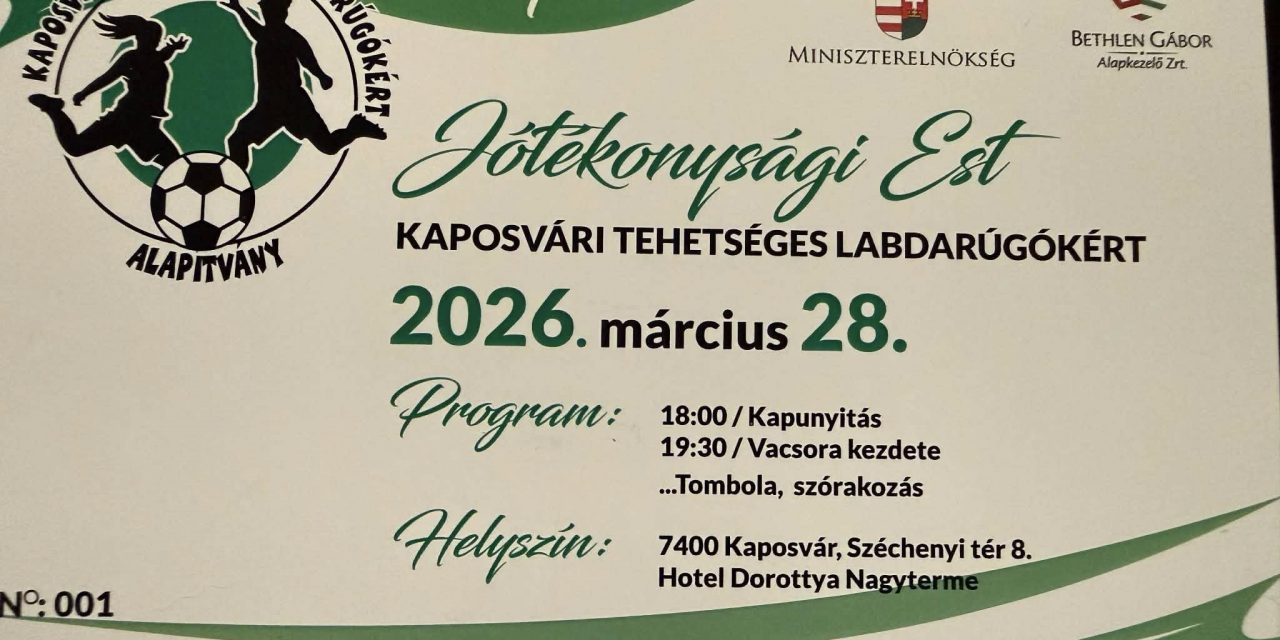 KAPOSV
RÚGÓKÉRT
ALAPITVÁNY
MINISZTERELNÖKSÉG
BETHLEN GÁBOR
Alapkezelő Zrt.
Jótékonysági Est
KAPOSVÁRI TEHETSÉGES LABDARÚGÓKÉRT
2026. március 28.
Program: 18:00 / Kapunyitás
19:30 / Vacsora kezdete
...Tombola, szórakozás
Helyszín: 7400 Kaposvár, Széchenyi tér 8.
Hotel Dorottya Nagyterme
Nº: 001